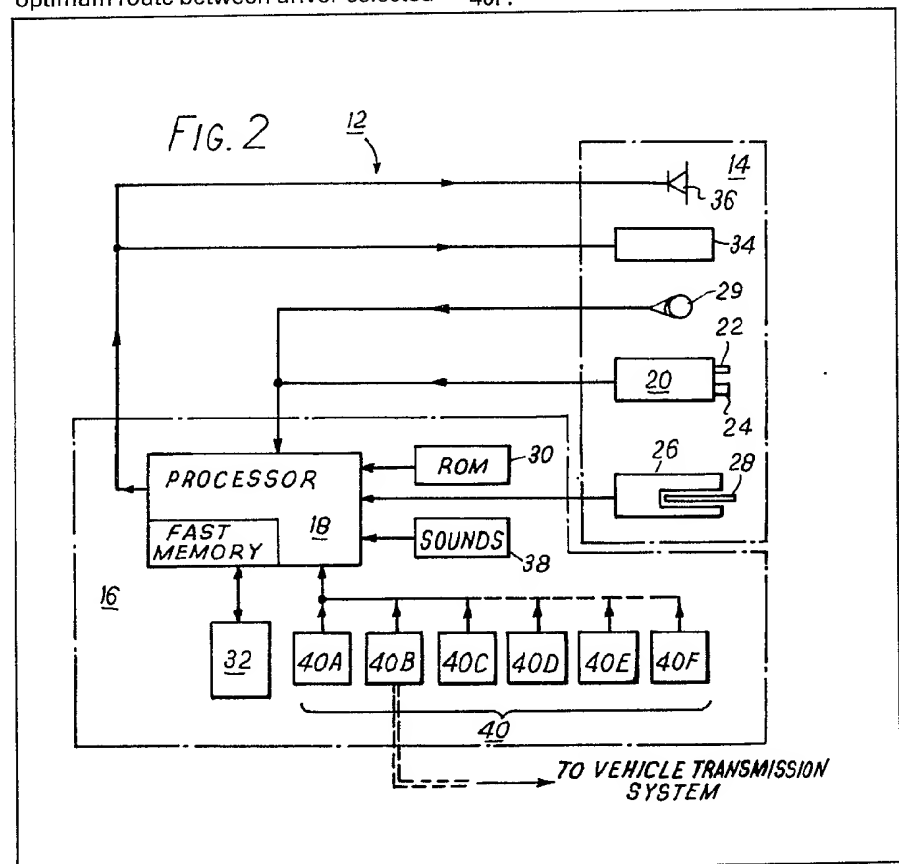 optimum route between driver-selected 40F.
FIG. 2
12
14
36
34
29
22
20
24
26
28
PROCESSOR
ROM
30
FAST
MEMORY
18
SOUNDS
38
16
32
40A
40B
40C
40D
40E
40F
40
TO VEHICLE TRANSMISSION
SYSTEM